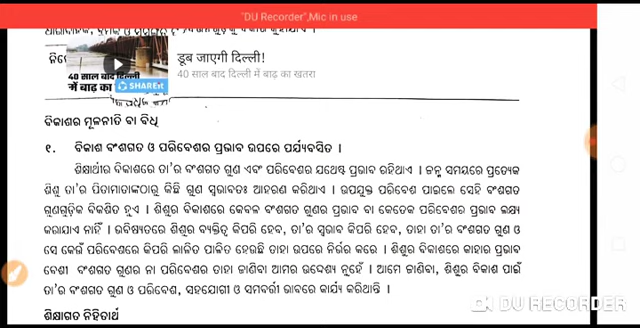 "DU Recorder",Mic in use
डूब जाएगी दिल्ली!
40 साल बाद दिल्ली में बाढ़ का खतरा
40 साल बाद दिल्ली
में बाढ़ का
SHAREit
ବିକାଶର ମୂଳନୀତି ବା ବିଧି
୧. ବିକାଶ ବଂଶଗତ ଓ ପରିବେଶର ପ୍ରଭାବ ଉପରେ ପର୍ଯ୍ୟବସିତ ।
ଶିକ୍ଷାର୍ଥୀର ବିକାଶରେ ତା'ର ବଂଶଗତ ଗୁଣ ଏବଂ ପରିବେଶର ଯଥେଷ୍ଟ ପ୍ରଭାବ ରହିଥାଏ । ଜନ୍ମ ସମୟରେ ପ୍ରତ୍ୟେକ
ଶିଶୁ ତା'ର ପିତାମାତାଙ୍କଠାରୁ କିଛି ଗୁଣ ସ୍ୱଭାବତଃ ଆହରଣ କରିଥାଏ । ଉପଯୁକ୍ତ ପରିବେଶ ପାଇଲେ ସେହି ବଂଶଗତ
ଗୁଣଗୁଡ଼ିକ ବିକଶିତ ହୁଏ । ଶିଶୁର ବିକାଶରେ କେବଳ ବଂଶଗତ ଗୁଣର ପ୍ରଭାବ ବା କେତେକ ପରିବେଶର ପ୍ରଭାବ ଲକ୍ଷ୍ୟ
କରାଯାଏ ନାହିଁ । ଭବିଷ୍ୟତରେ ଶିଶୁର ବ୍ୟକ୍ତିତ୍ୱ କିପରି ହେବ, ତା'ର ସ୍ୱଭାବ କିପରି ହେବ, ତାହା ତା'ର ବଂଶଗତ ଗୁଣ ଓ
ସେ କେଉଁ ପରିବେଶରେ କିପରି ଲାଳିତ ପାଳିତ ହେଉଛି ତାହା ଉପରେ ନିର୍ଭର କରେ । ଶିଶୁର ବିକାଶରେ କାହାର ପ୍ରଭାବ
ବେଶୀ ବଂଶଗତ ଗୁଣର ନା ପରିବେଶର ତାହା ଜାଣିବା ଆମର ଉଦ୍ଦେଶ୍ୟ ନୁହେଁ । ଆମେ ଜାଣିବା, ଶିଶୁର ବିକାଶ ପାଇଁ
ତା'ର ବଂଶଗତ ଗୁଣ ଓ ପରିବେଶ, ସହଯୋଗୀ ଓ ସମବର୍ତ୍ତୀ ଭାବରେ କାର୍ଯ୍ୟ କରିଥାନ୍ତି ।
DU RECORDER
ଶିକ୍ଷାଗତ ନିହିତାର୍ଥ